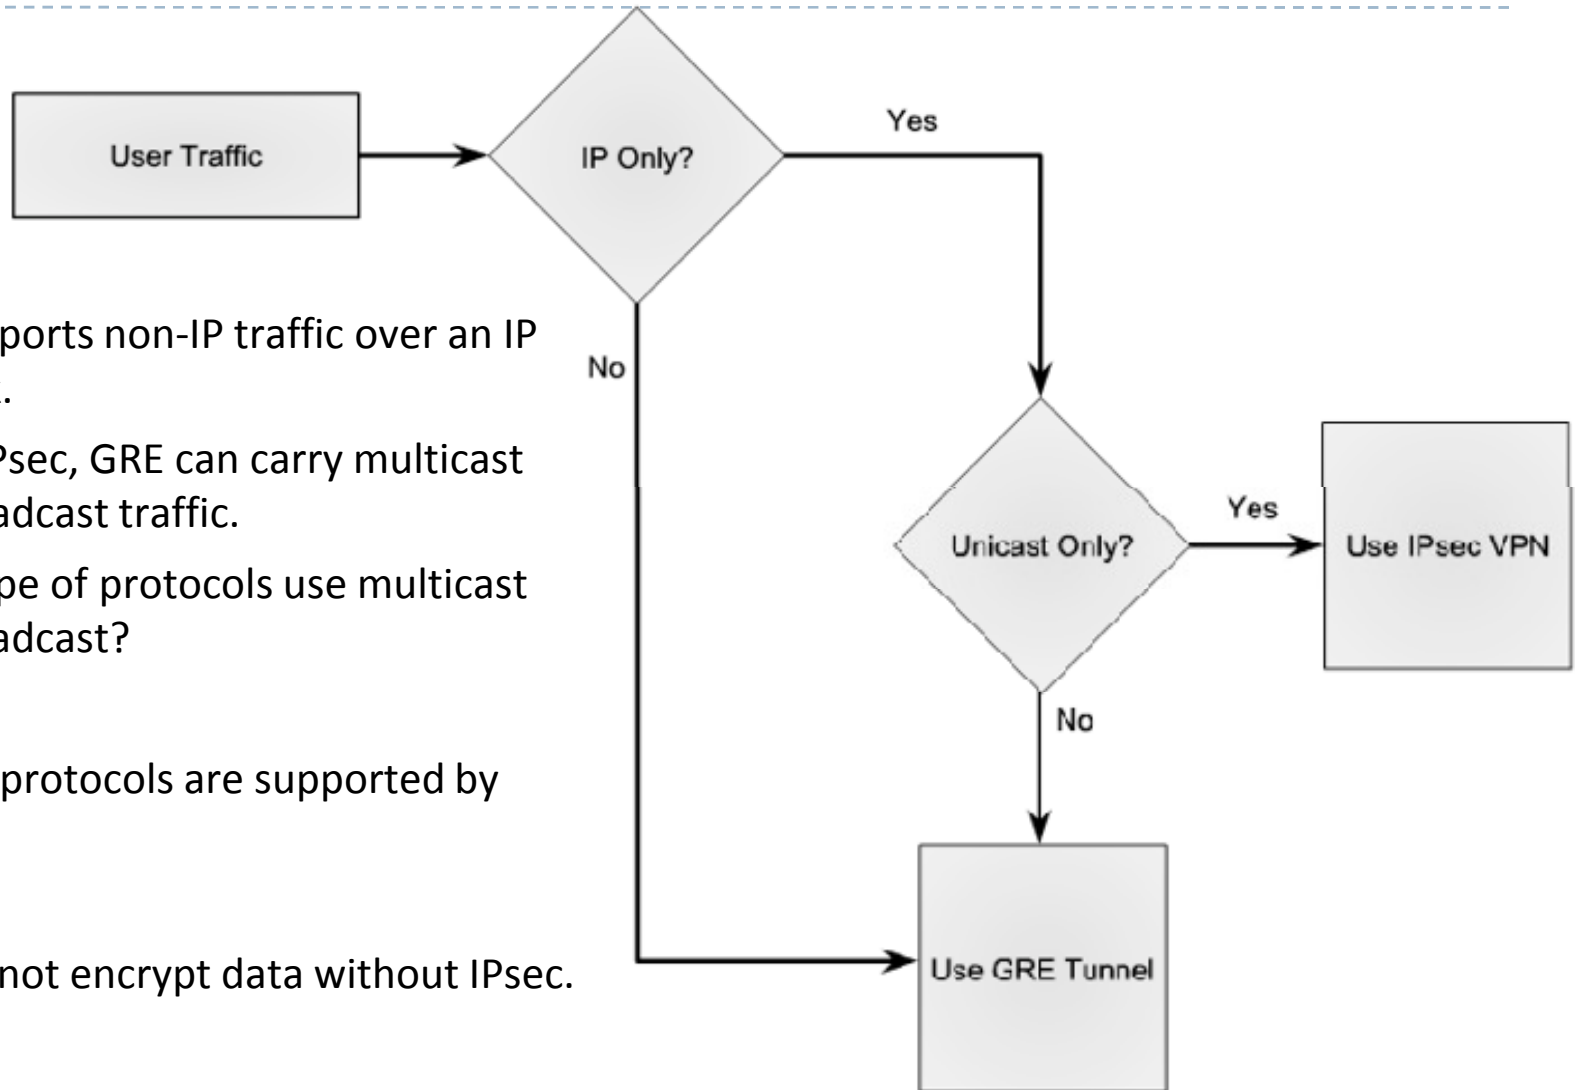 User Traffic
IP Only?
Yes
No
ports non-IP traffic over an IP
Psec, GRE can carry multicast
adcast traffic.
pe of protocols use multicast
adcast?
protocols are supported by
not encrypt data without IPsec.
Unicast Only?
Yes
Use IPsec VPN
No
Use GRE Tunnel